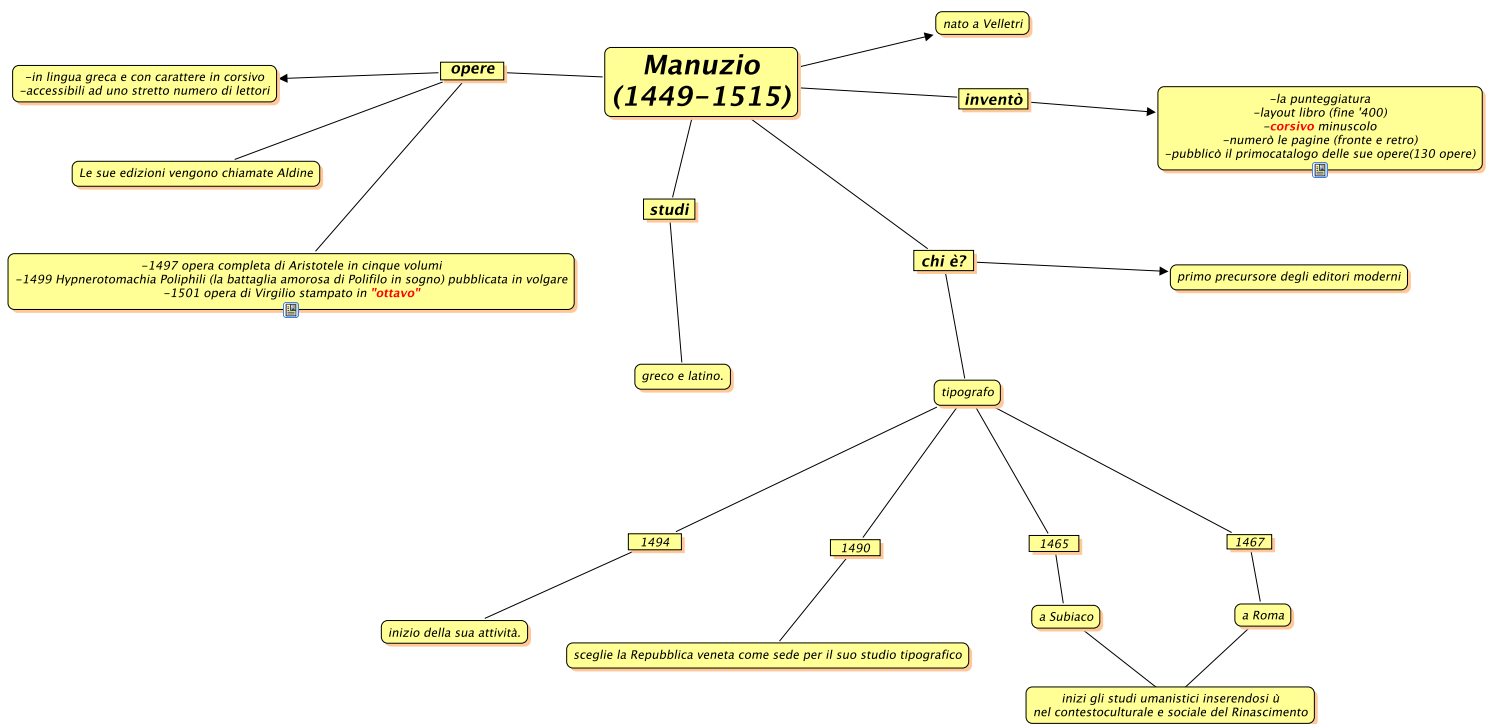 nato a Velletri
Manuzio
(1449-1515)
opere
-in lingua greca e con carattere in corsivo
-accessibili ad uno stretto numero di lettori
inventò
-la punteggiatura
-layout libro (fine '400)
-corsivo minuscolo
-numerò le pagine (fronte e retro)
-pubblicò il primocatalogo delle sue opere(130 opere)
Le sue edizioni vengono chiamate Aldine
studi
chi è?
-1497 opera completa di Aristotele in cinque volumi
-1499 Hypnerotomachia Poliphili (la battaglia amorosa di Polifilo in sogno) pubblicata in volgare
-1501 opera di Virgilio stampato in "ottavo"
primo precursore degli editori moderni
greco e latino.
tipografo
1494
1490
1465
1467
a Subiaco
a Roma
inizio della sua attività.
sceglie la Repubblica veneta come sede per il suo studio tipografico
inizi gli studi umanistici inserendosi ù
nel contestoculturale e sociale del Rinascimento